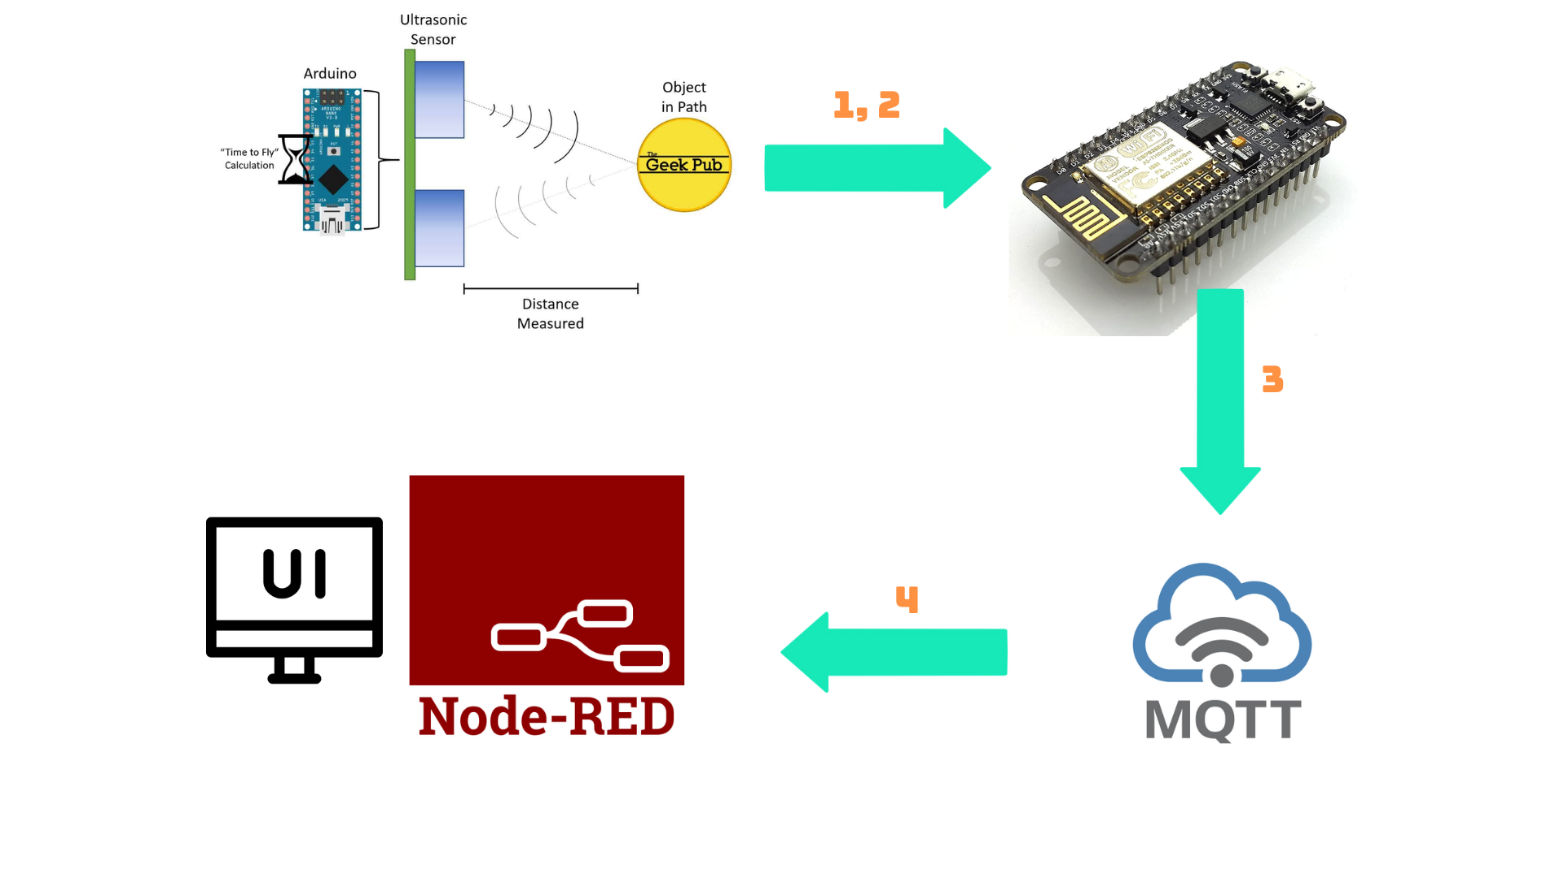 Ultrasonic
Sensor
Arduino
"Time to Fly"
Calculation
Object
in Path
The
Geek Pub
Distance
Measured
1, 2
3
4
UI
Node-RED
MQTT